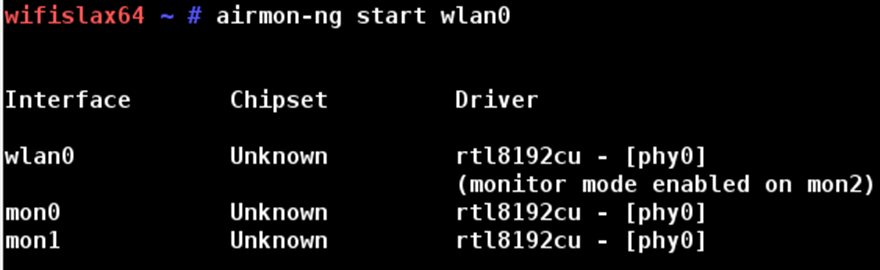 wifislax64 ~ # airmon-ng start wlan0
Interface Chipset Driver
wlan0 Unknown rtl8192cu - [phy0]
(monitor mode enabled on mon2)
mon0 Unknown rtl8192cu - [phy0]
mon1 Unknown rtl8192cu - [phy0]